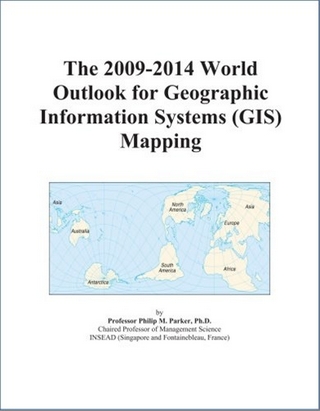 The 2009-2014 World
Outlook for Geographic
Information Systems (GIS)
Mapping
Asia
North
America
Asia
Europe
Australia
South
America
Africa
Antarctica
by
Professor Philip M. Parker, Ph.D.
Chaired Professor of Management Science
INSEAD (Singapore and Fontainebleau, France)